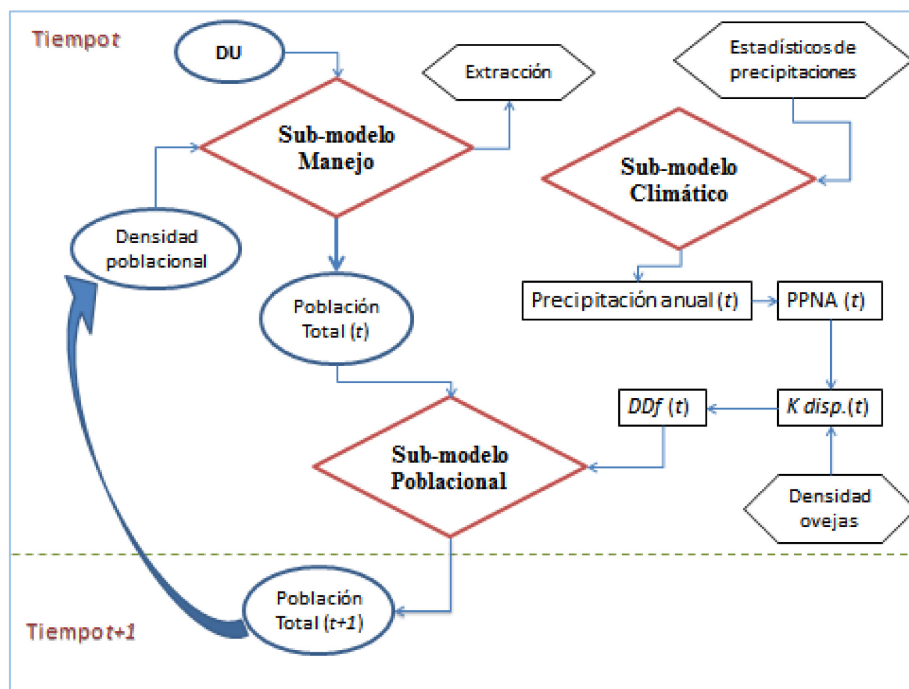 Tiempo t
DU
Extracción
Estadísticos de
precipitaciones
Sub-modelo
Manejo
Sub-modelo
Climático
Densidad
poblacional
Población
Total (t)
Precipitación anual (t)
PPNA (t)
DDf (t)
K disp.(t)
Sub-modelo
Poblacional
Densidad
ovejas
Población
Total (t+1)
Tiempo t+1